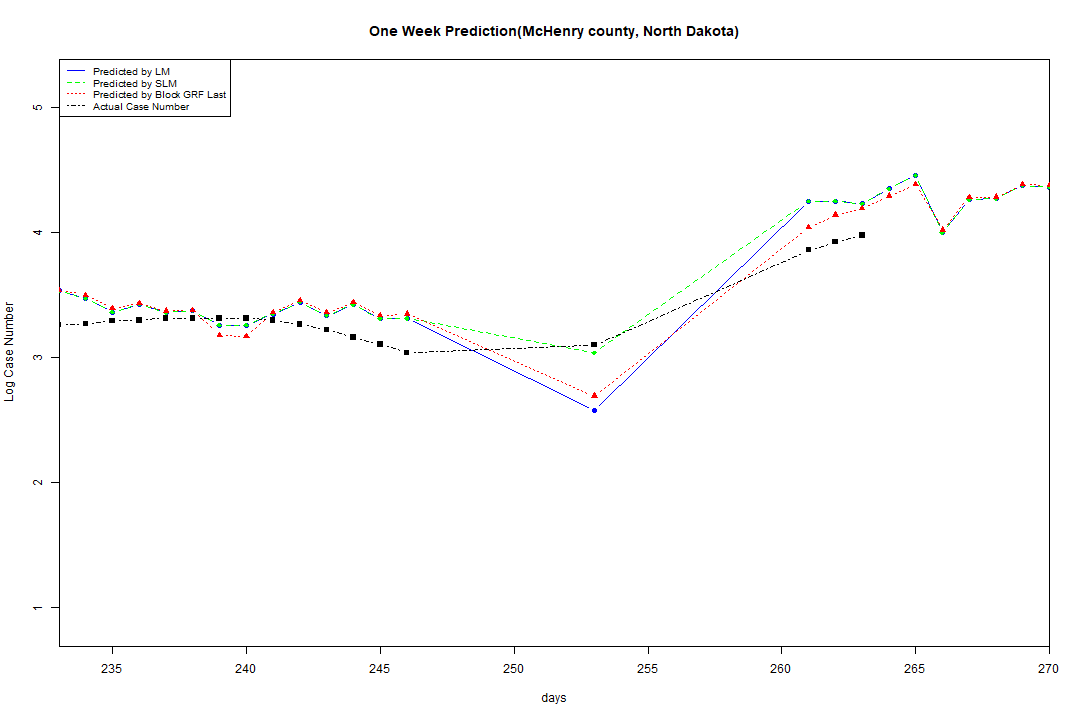 One Week Prediction(McHenry county, North Dakota)
Predicted by LM
Predicted by SLM
Predicted by Block GRF Last
Actual Case Number
5
4
3
2
1
Log Case Number
235 240 245 250 255 260 265 270
days